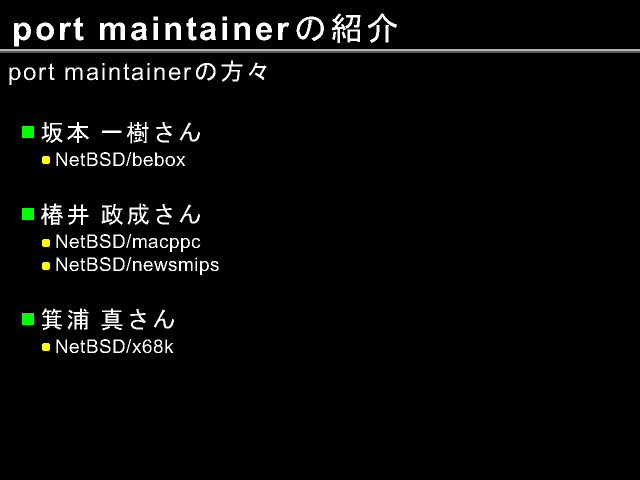 port maintainerの紹介
port maintainerの方々
坂本 一樹さん
NetBSD/bebox
椿井 政成さん
NetBSD/macppc
NetBSD/newsmips
箕浦 真さん
NetBSD/x68k